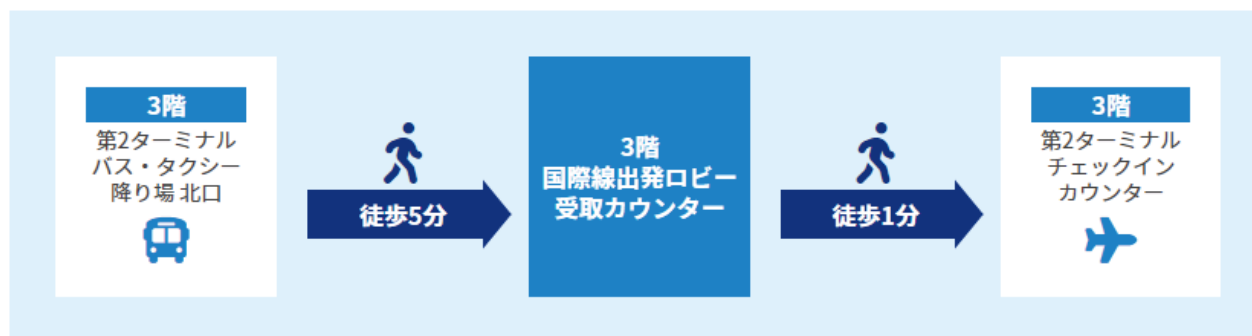 3階
第2ターミナル
バス・タクシー
降り場 北口
徒歩5分
3階
国際線出発ロビー
受取カウンター
徒歩1分
3階
第2ターミナル
チェックイン
カウンター